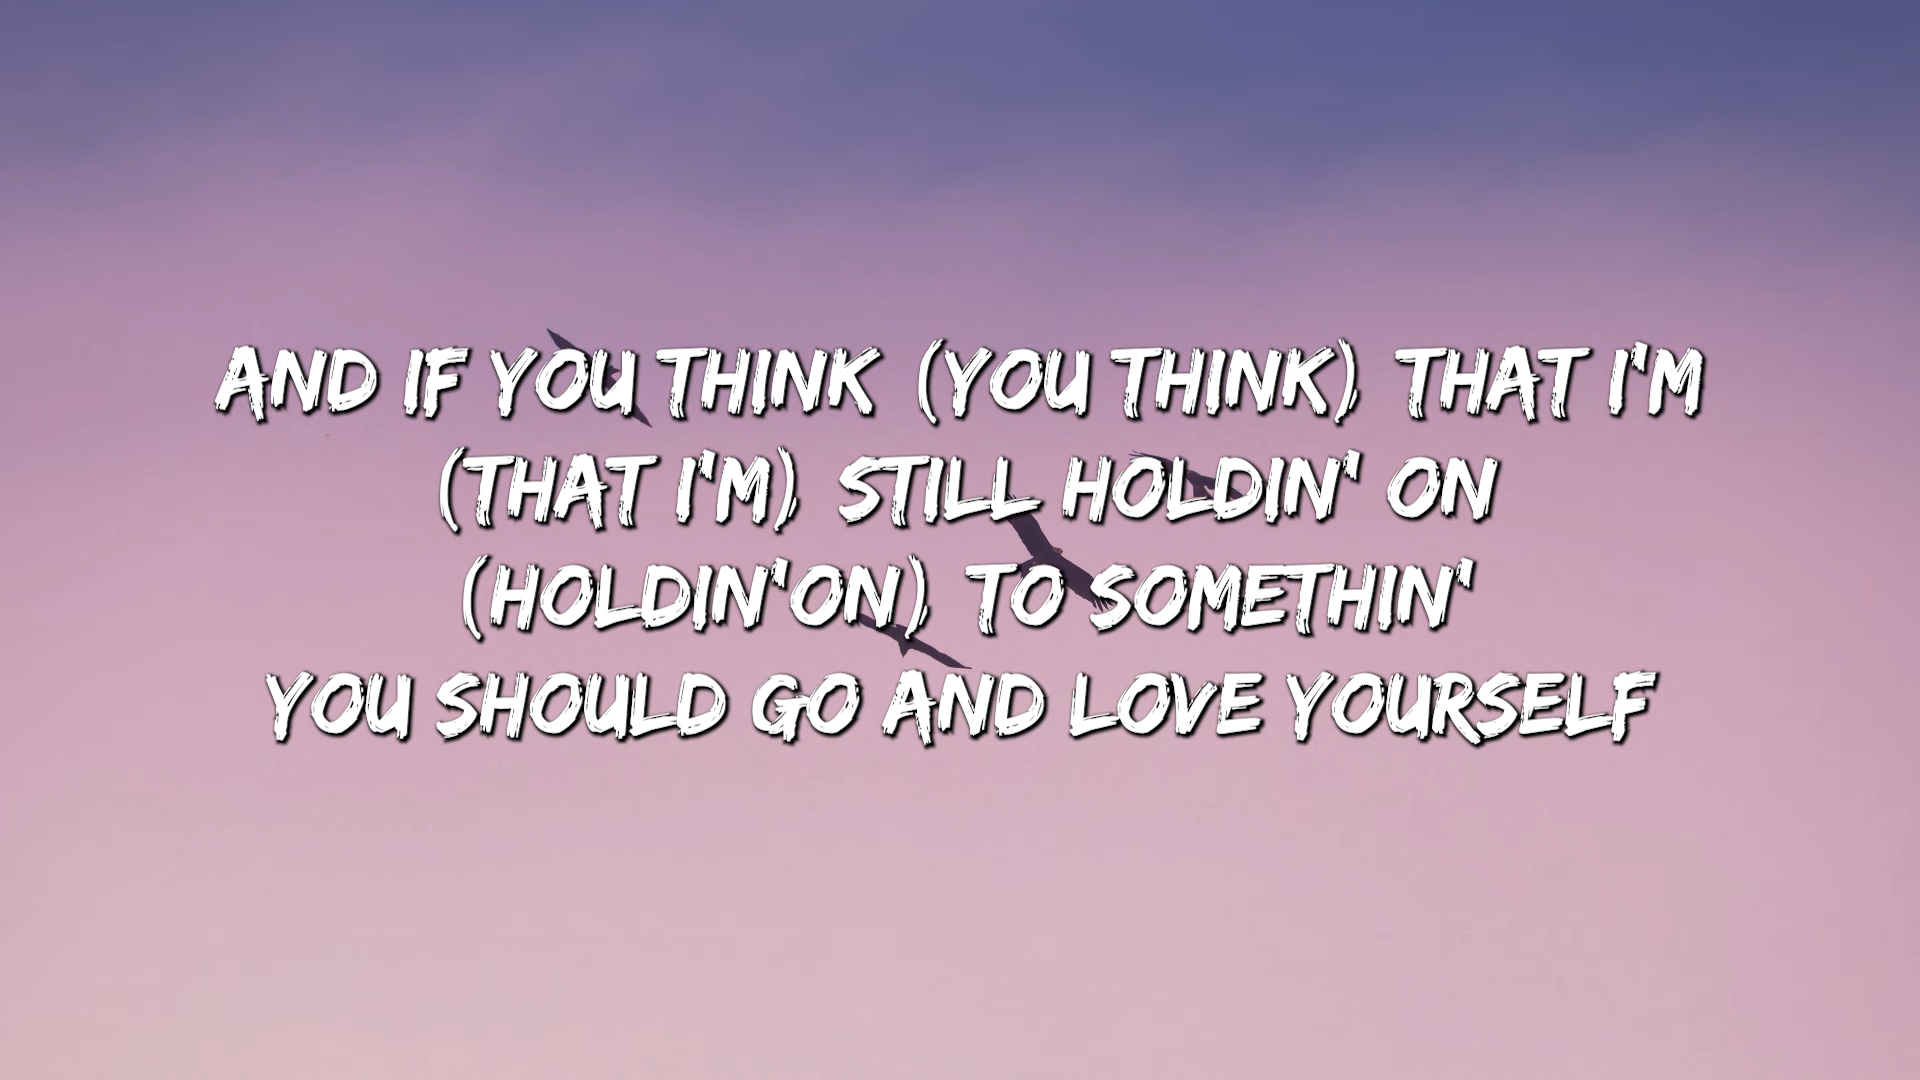 AND IF YOU THINK (YOU THINK) THAT I'M
(THAT I'M) STILL HOLDIN' ON
(HOLDIN'ON) TO SOMETHIN'
YOU SHOULD GO AND LOVE YOURSELF